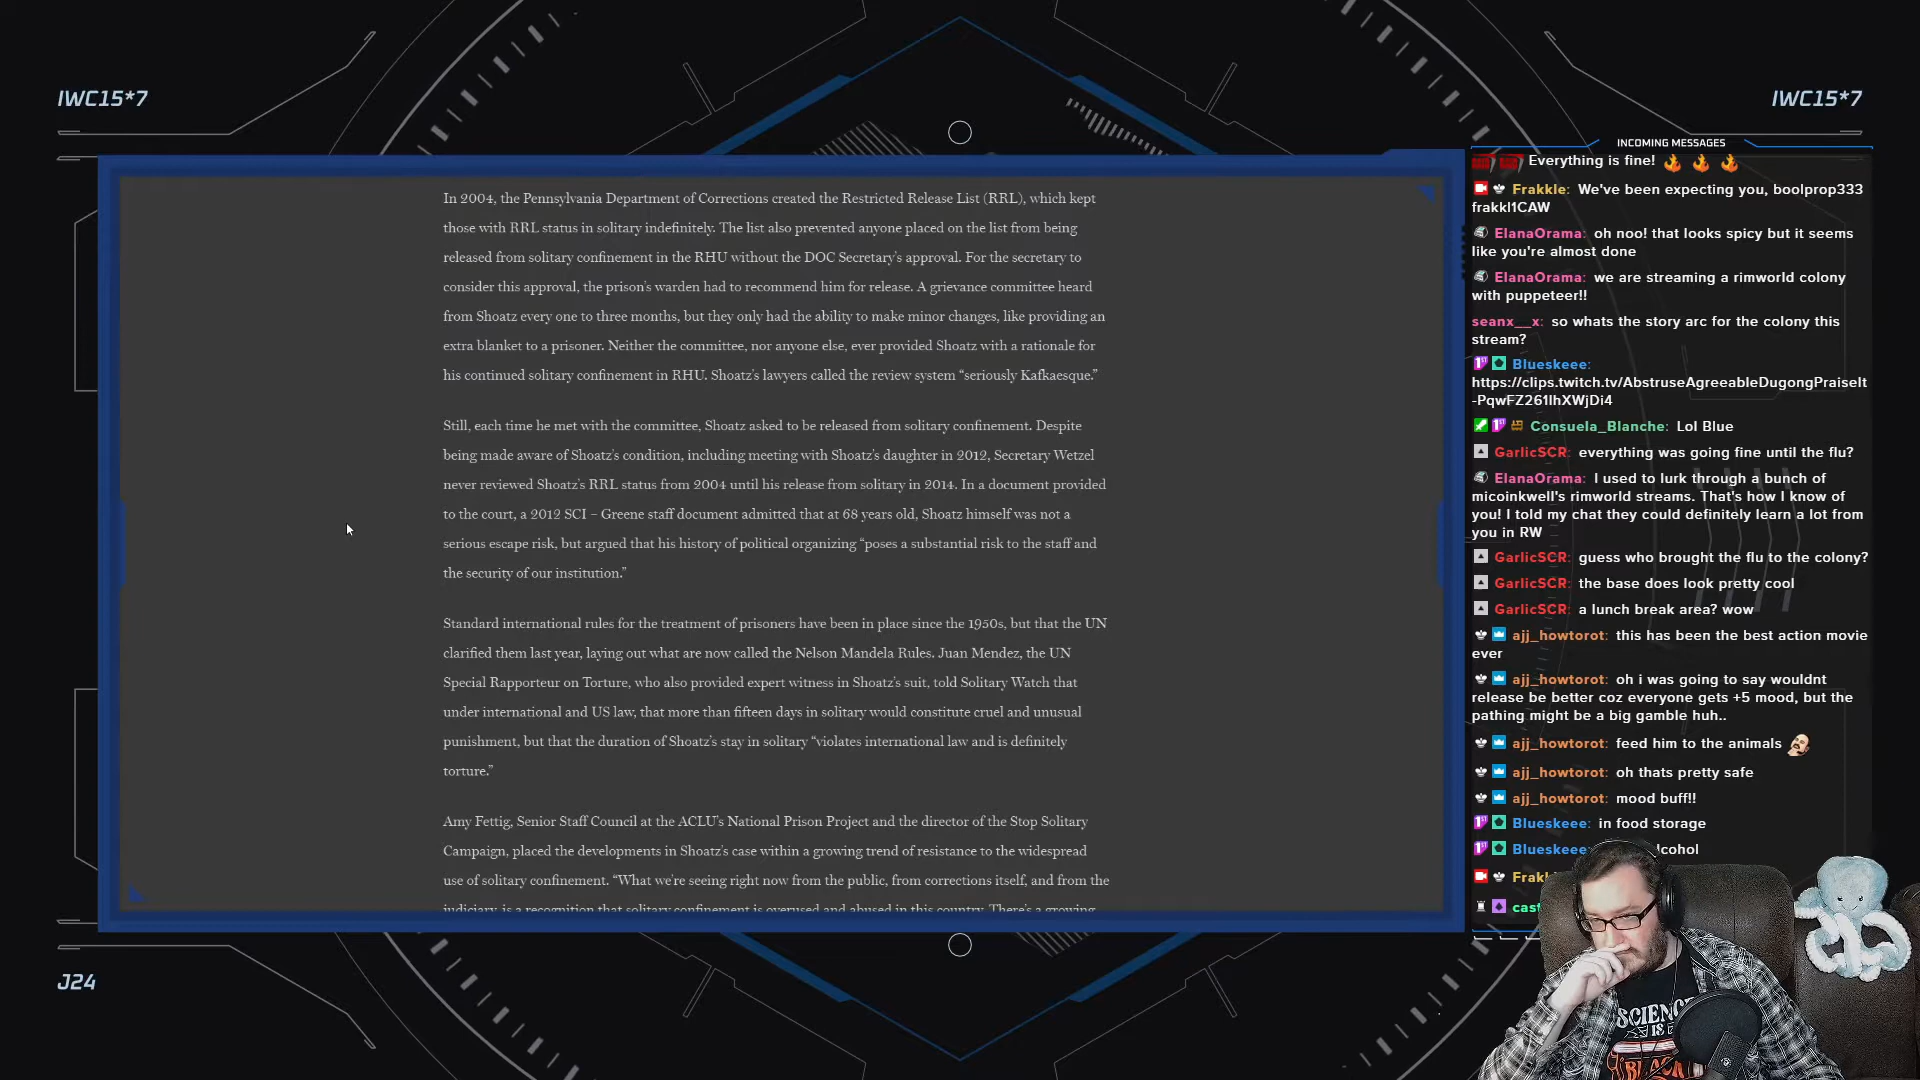 IWC15*7
IWC15*7
In 2004, the Pennsylvania Department of Corrections created the Restricted Release List (RRL), which kept
those with RRL status in solitary indefinitely. The list also prevented anyone placed on the list from being
released from solitary confinement in the RHU without the DOC Secretary's approval. For the secretary to
consider this approval, the prison's warden had to recommend him for release. A grievance committee heard
from Shoatz every one to three months, but they only had the ability to make minor changes, like providing an
extra blanket to a prisoner. Neither the committee, nor anyone else, ever provided Shoatz with a rationale for
his continued solitary confinement in RHU. Shoatz's lawyers called the review system “seriously Kafkaesque.”
Still, each time he met with the committee, Shoatz asked to be released from solitary confinement. Despite
being made aware of Shoatz's condition, including meeting with Shoatz's daughter in 2012, Secretary Wetzel
never reviewed Shoatz's RRL status from 2004 until his release from solitary in 2014. In a document provided
to the court, a 2012 SCI – Greene staff document admitted that at 68 years old, Shoatz himself was not a
serious escape risk, but argued that his history of political organizing “poses a substantial risk to the staff and
the security of our institution.”
Standard international rules for the treatment of prisoners have been in place since the 1950s, but that the UN
clarified them last year, laying out what are now called the Nelson Mandela Rules. Juan Mendez, the UN
Special Rapporteur on Torture, who also provided expert witness in Shoatz's suit, told Solitary Watch that
under international and US law, that more than fifteen days in solitary would constitute cruel and unusual
punishment, but that the duration of Shoatz's stay in solitary “violates international law and is definitely
torture.”
Amy Fettig, Senior Staff Council at the ACLU's National Prison Project and the director of the Stop Solitary
Campaign, placed the developments in Shoatz's case within a growing trend of resistance to the widespread
use of solitary confinement. “What we're seeing right now from the public, from corrections itself, and from the
judiciary, is a recognition that solitary confinement is overused and abused in this country. There's a growing
INCOMING MESSAGES
Everything is fine!
Frakkle: We've been expecting you, boolprop333
frakkl1CAW
ElanaOrama: oh noo! that looks spicy but it seems
like you're almost done
ElanaOrama: we are streaming a rimworld colony
with puppeteer!!
seanx__x: so whats the story arc for the colony this
stream?
Blueskeee:
https://clips.twitch.tv/AbstruseAgreeableDugongPraiseIt
-PqwFZ261IhXWjDi4
Consuela_Blanche: Lol Blue
GarlicSCR: everything was going fine until the flu?
ElanaOrama: I used to lurk through a bunch of
micoinkwell's rimworld streams. That's how I know of
you! I told my chat they could definitely learn a lot from
you in RW
GarlicSCR: guess who brought the flu to the colony?
GarlicSCR: the base does look pretty cool
GarlicSCR: a lunch break area? wow
ajj_howtorot: this has been the best action movie
ever
ajj_howtorot: oh i was going to say wouldnt
release be better coz everyone gets +5 mood, but the
pathing might be a big gamble huh..
ajj_howtorot: feed him to the animals
ajj_howtorot: oh thats pretty safe
ajj_howtorot: mood buff!!
Blueskeee: in food storage
Blueskeee:
J24
SCIENCE
IS